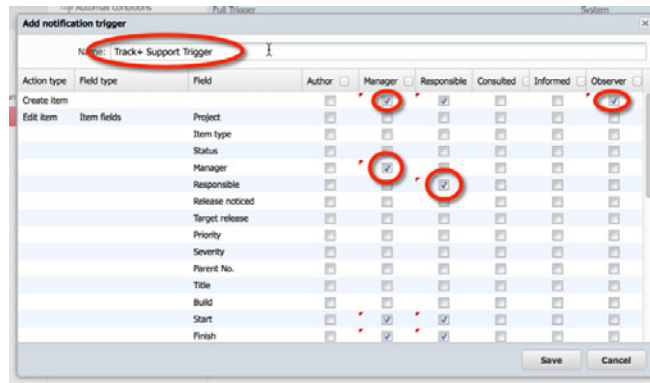 Automail conditions Full Trigger System
Add notification trigger
Name: Track+ Support Trigger
Action type Field type Field Author Manager Responsible Consulted Informed Observer
Create item
Edit item Item fields Project
Item type
Status
Manager
Responsible
Release noticed
Target release
Priority
Severity
Parent No.
Title
Build
Start
Finish
Save Cancel